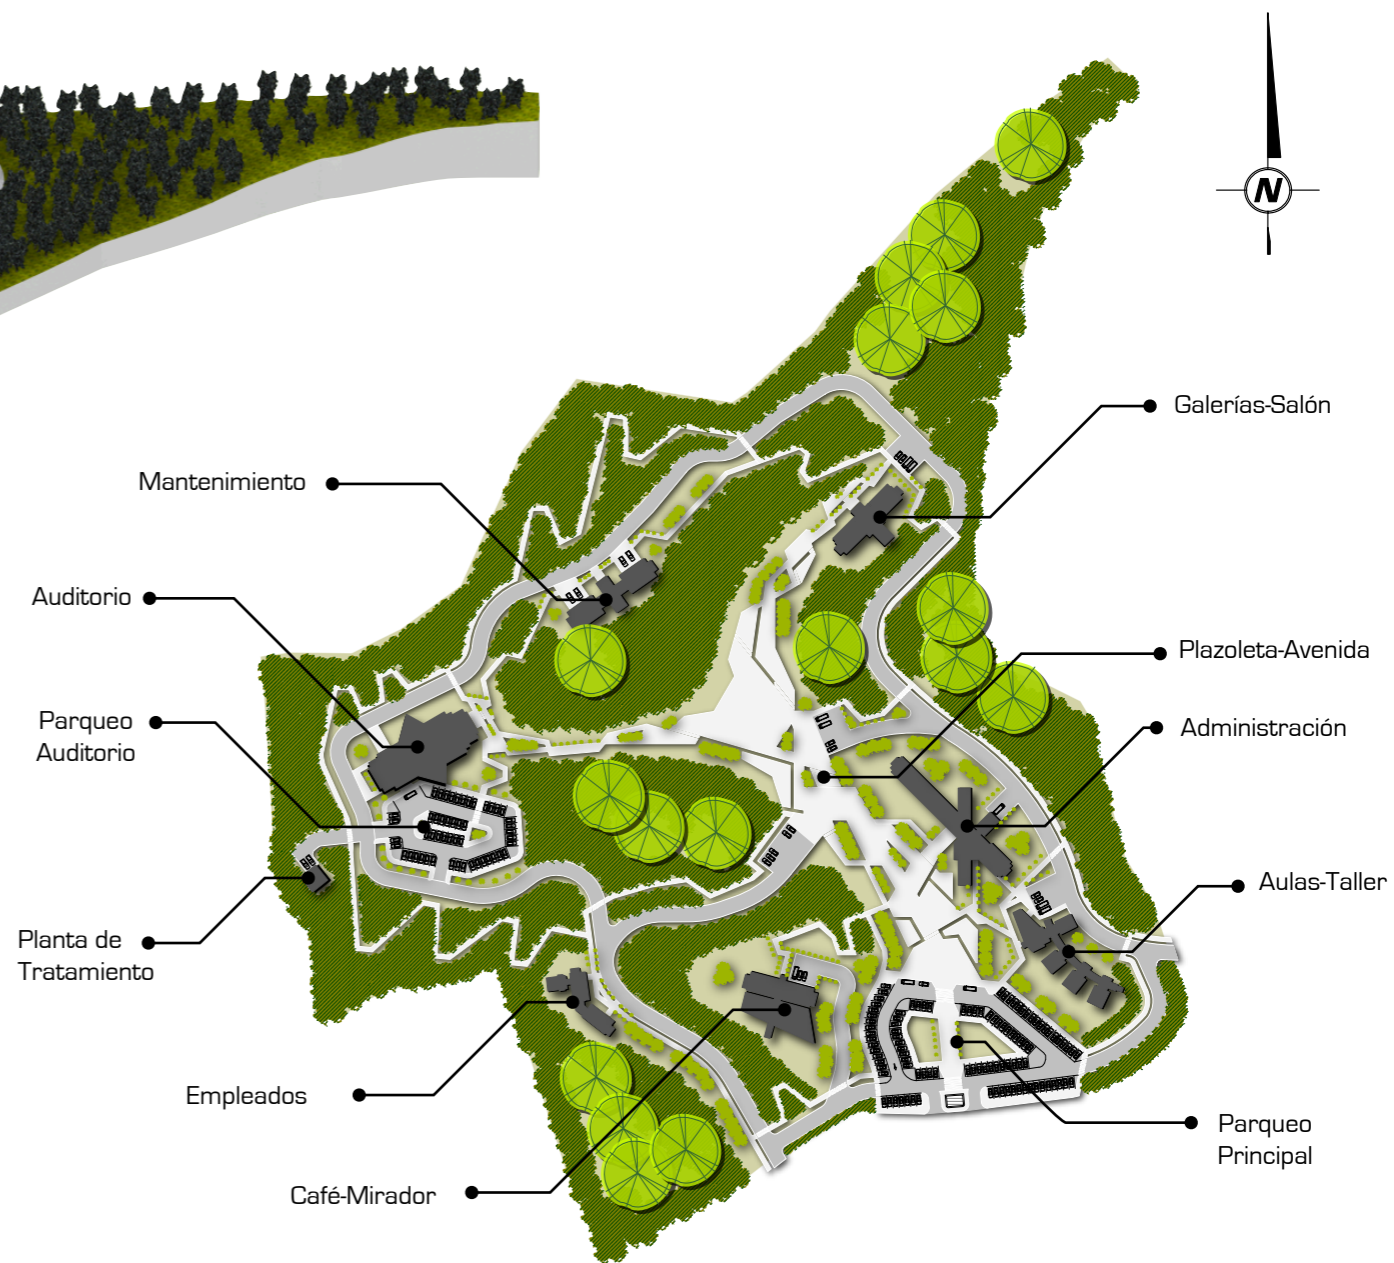 N
Galerías-Salón
Mantenimiento
Auditorio
Plazoleta-Avenida
Parqueo
Auditorio
Administración
Aulas-Taller
Planta de
Tratamiento
Empleados
Parqueo
Principal
Café-Mirador